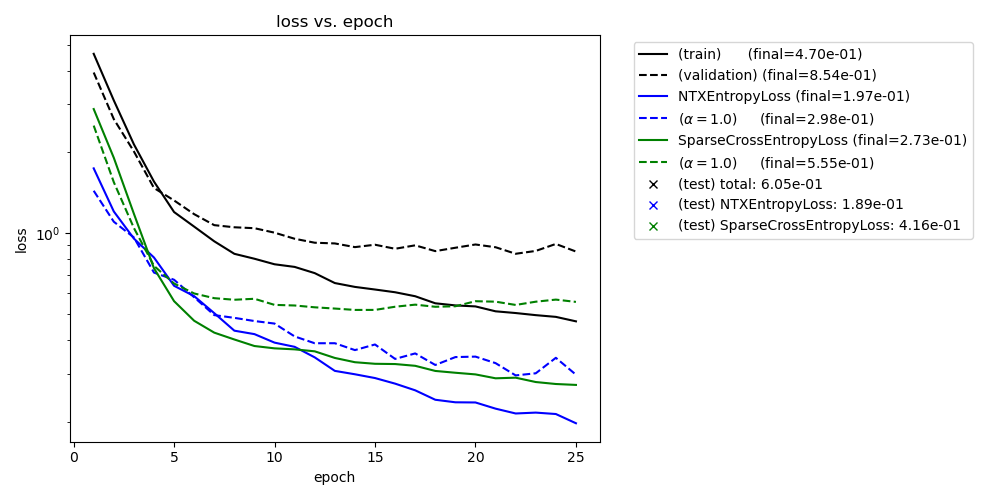 loss vs. epoch
loss
10^0
0 5 10 15 20 25
epoch
(train) (final=4.70e-01)
(validation) (final=8.54e-01)
NTXEntropyLoss (final=1.97e-01)
(α = 1.0) (final=2.98e-01)
SparseCrossEntropyLoss (final=2.73e-01)
(α = 1.0) (final=5.55e-01)
(test) total: 6.05e-01
(test) NTXEntropyLoss: 1.89e-01
(test) SparseCrossEntropyLoss: 4.16e-01